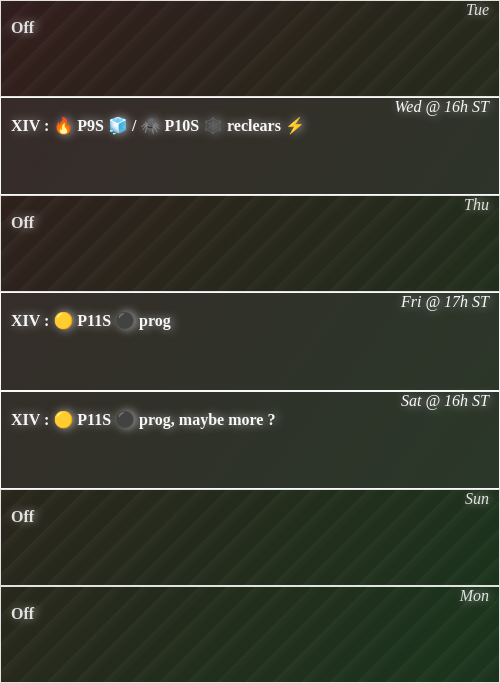 Tue
Off
Wed @ 16h ST
XIV : 🔥 P9S 🧊 / 🕷️ P10S 🕸️ reclears ⚡
Thu
Off
Fri @ 17h ST
XIV : 🟡 P11S ⚫ prog
Sat @ 16h ST
XIV : 🟡 P11S ⚫ prog, maybe more ?
Sun
Off
Mon
Off